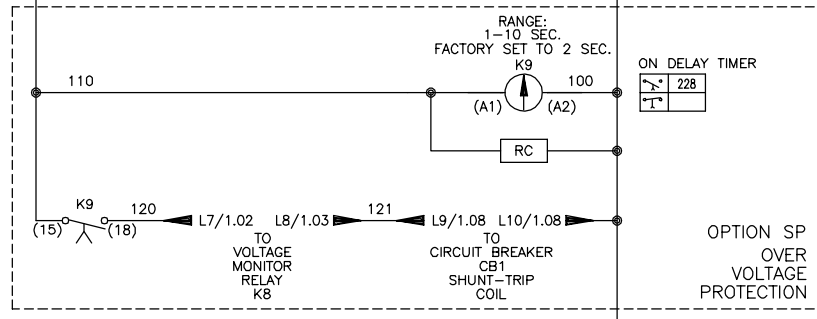 RANGE:
1-10 SEC.
FACTORY SET TO 2 SEC.
K9
110
100
(A1)
(A2)
ON DELAY TIMER
228
RC
K9
(15)
(18)
120
L7/1.02
L8/1.03
121
L9/1.08
L10/1.08
TO
VOLTAGE
MONITOR
RELAY
K8
TO
CIRCUIT BREAKER
CB1
SHUNT-TRIP
COIL
OPTION SP
OVER
VOLTAGE
PROTECTION